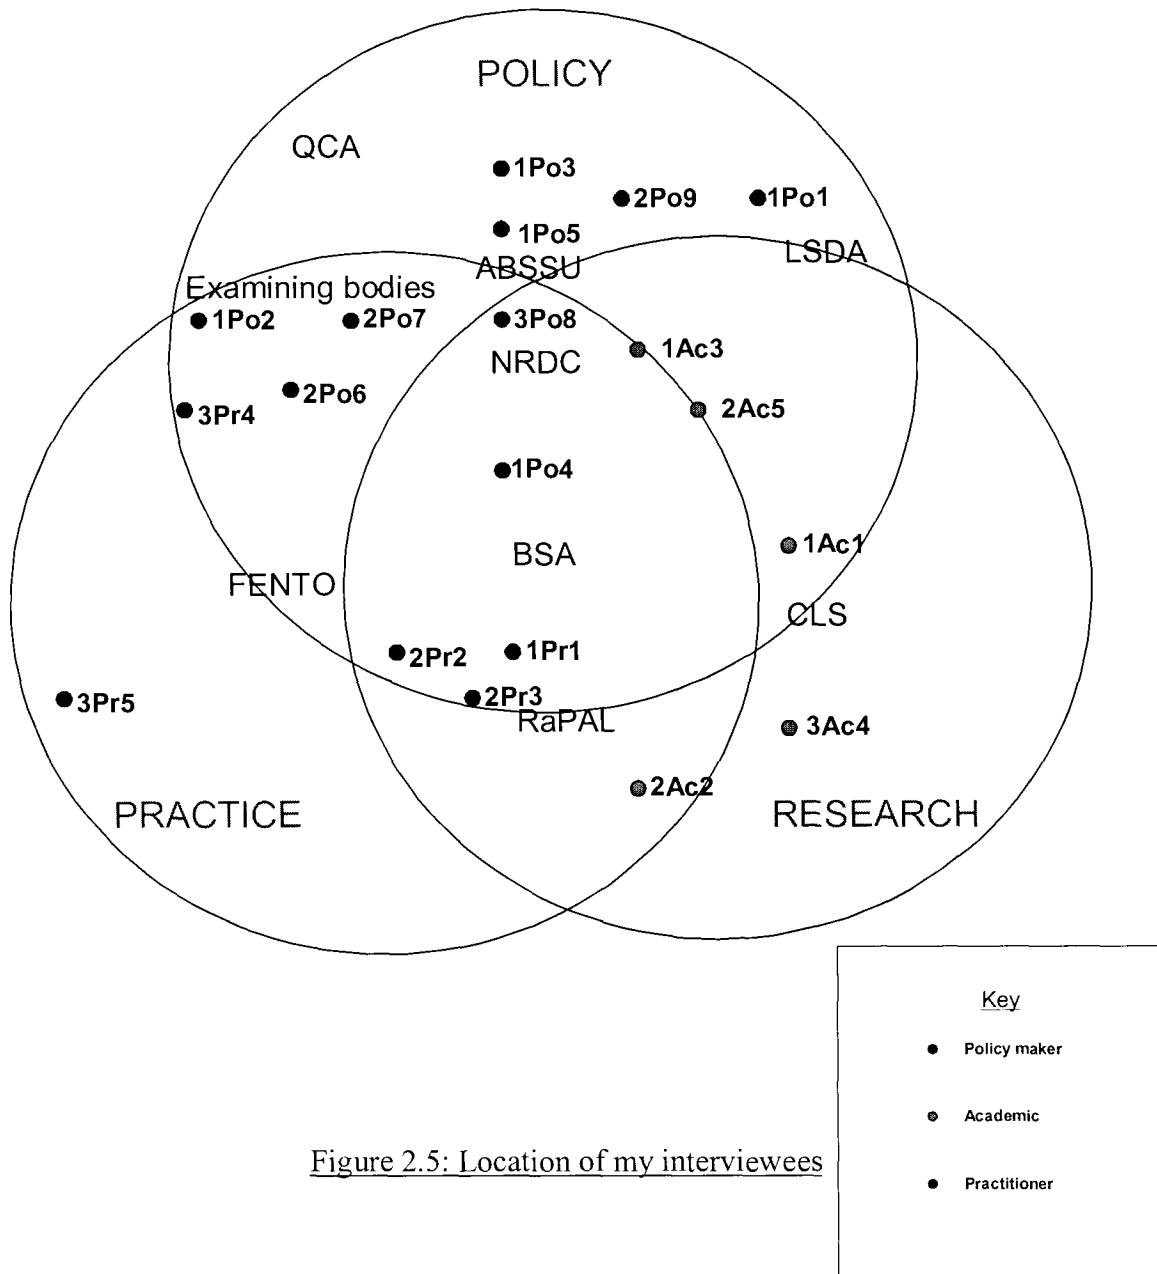 POLICY
QCA
1Po3
2Po9
1Po1
1Po5
LSDA
ABSSU
Examining bodies
1Po2
2Po7
3Po8
1Ac3
NRDC
2Po6
3Pr4
2Ac5
1Po4
1Ac1
BSA
FENTO
CLS
2Pr2
1Pr1
3Pr5
2Pr3
RaPAL
3Ac4
2Ac2
PRACTICE
RESEARCH
Key
Policy maker
Academic
Practitioner
Figure 2.5: Location of my interviewees